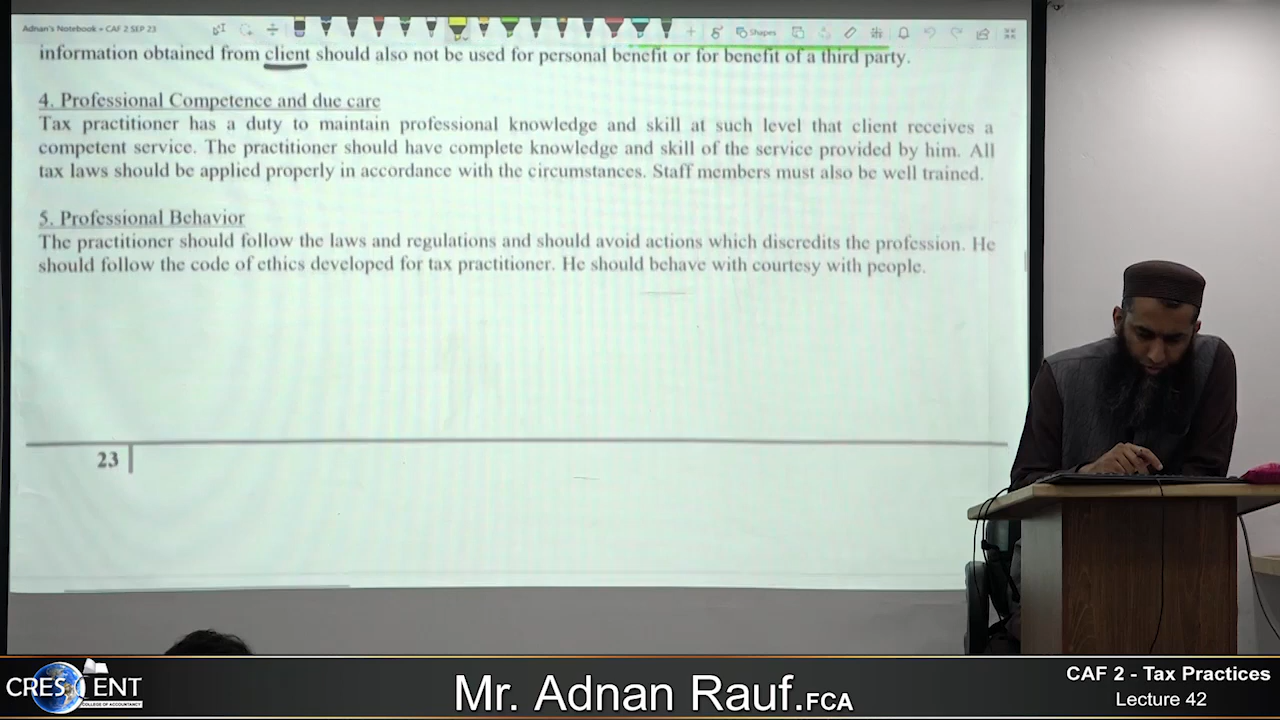 Adnan's Notebook » CAF 2 SEP 23
Shapes
information obtained from client should also not be used for personal benefit or for benefit of a third party.
4. Professional Competence and due care
Tax practitioner has a duty to maintain professional knowledge and skill at such level that client receives a
competent service. The practitioner should have complete knowledge and skill of the service provided by him. All
tax laws should be applied properly in accordance with the circumstances. Staff members must also be well trained.
5. Professional Behavior
The practitioner should follow the laws and regulations and should avoid actions which discredits the profession. He
should follow the code of ethics developed for tax practitioner. He should behave with courtesy with people.
23
CRESCENT
COLLEGE OF ACCOUNTANCY
Mr. Adnan Rauf.FCA
CAF 2 - Tax Practices
Lecture 42